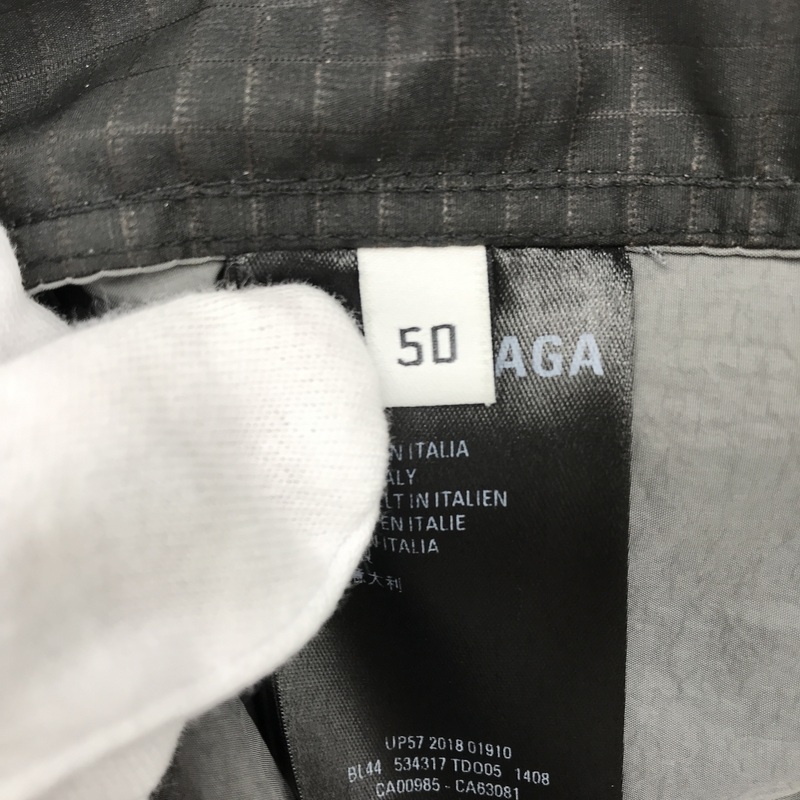 50
AGA
N ITALIA
ALY
LT IN ITALIEN
EN ITALIE
ITALIA
大利
UP57 2018 01910
BL44 534317 TDO05 1408
CA00985 - CA63081